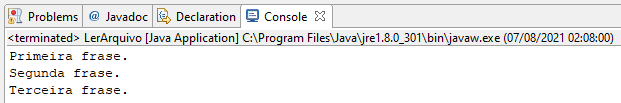 Problems @ Javadoc Declaration Console
<terminated> LerArquivo [Java Application] C:\Program Files\Java\jre1.8.0_301\bin\javaw.exe (07/08/2021 02:08:00)
Primeira frase.
Segunda frase.
Terceira frase.